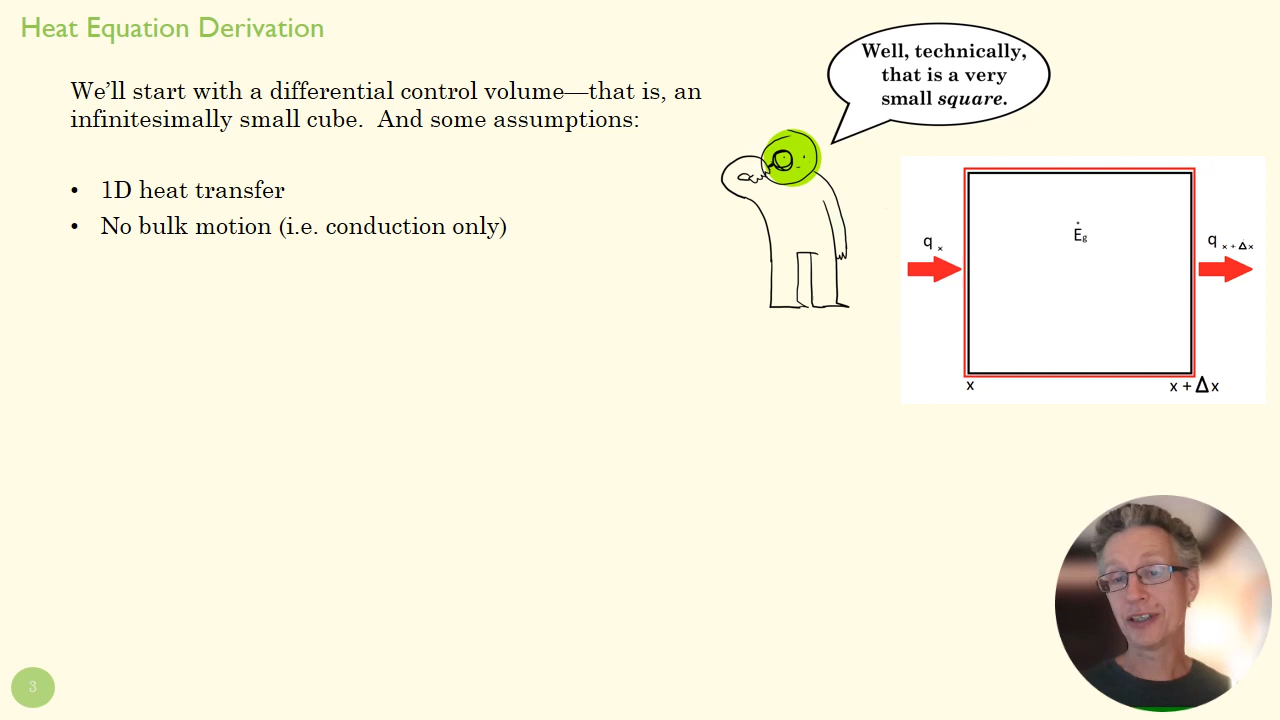 Heat Equation Derivation
We’ll start with a differential control volume—that is, an
infinitesimally small cube.  And some assumptions:
• 1D heat transfer
• No bulk motion (i.e. conduction only)
Well, technically,
that is a very
small square.
q x
Ėg
q x + Δx
x
x + Δx
3